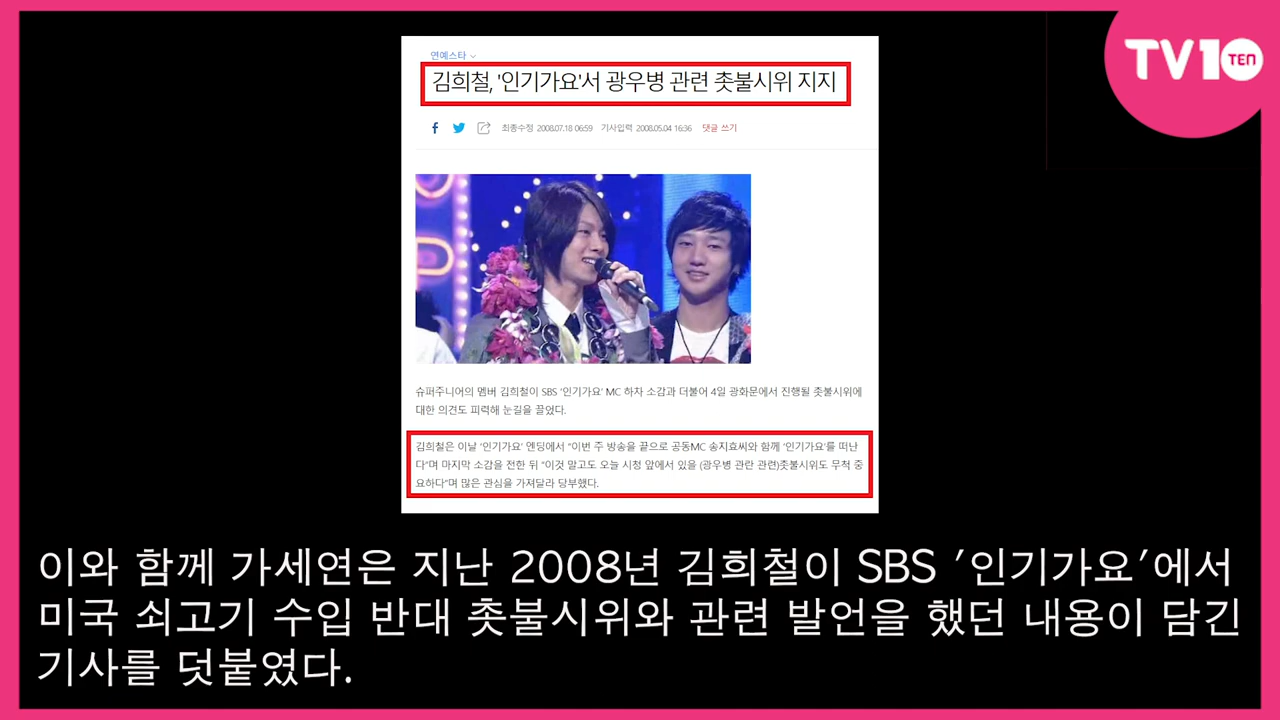 TV10 TEN
연예스타
김희철, '인기가요'서 광우병 관련 촛불시위 지지
최종수정 2008.07.18 06:59 기사입력 2008.05.04 16:36 댓글 쓰기
슈퍼주니어의 멤버 김희철이 SBS '인기가요' MC 하차 소감과 더불어 4일 광화문에서 진행될 촛불시위에
대한 의견도 피력해 눈길을 끌었다.
김희철은 이날 '인기가요' 엔딩에서 "이번 주 방송을 끝으로 공동MC 송지효씨와 함께 '인기가요'를 떠난
다"며 마지막 소감을 전한 뒤 "이것 말고도 오늘 시청 앞에서 있을 (광우병 관란 관련)촛불시위도 무척 중
요하다"며 많은 관심을 가져달라 당부했다.
이와 함께 가세연은 지난 2008년 김희철이 SBS '인기가요'에서
미국 쇠고기 수입 반대 촛불시위와 관련 발언을 했던 내용이 담긴
기사를 덧붙였다.